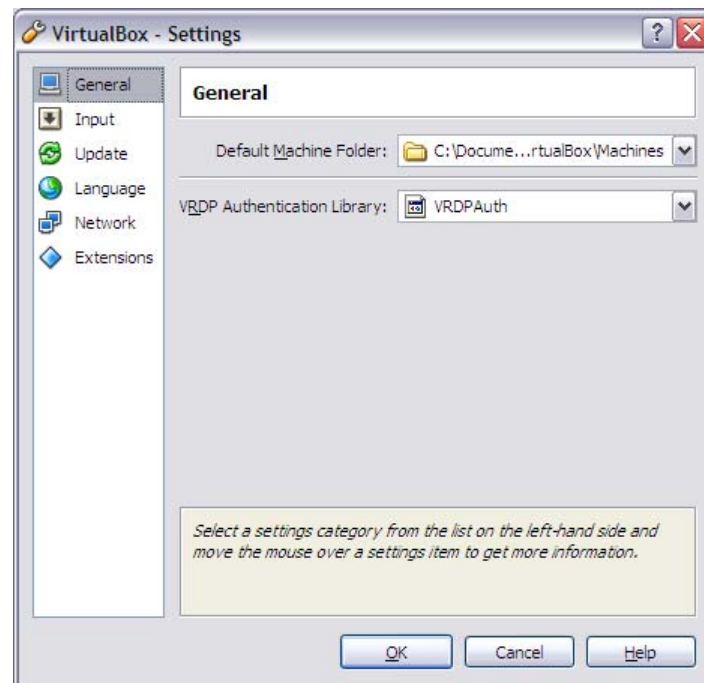 VirtualBox - Settings
General
Input
Update
Language
Network
Extensions
General
Default Machine Folder: C:\Docume...rtualBox\Machines
VRDP Authentication Library: VRDPAuth
Select a settings category from the list on the left-hand side and
move the mouse over a settings item to get more information.
OK Cancel Help